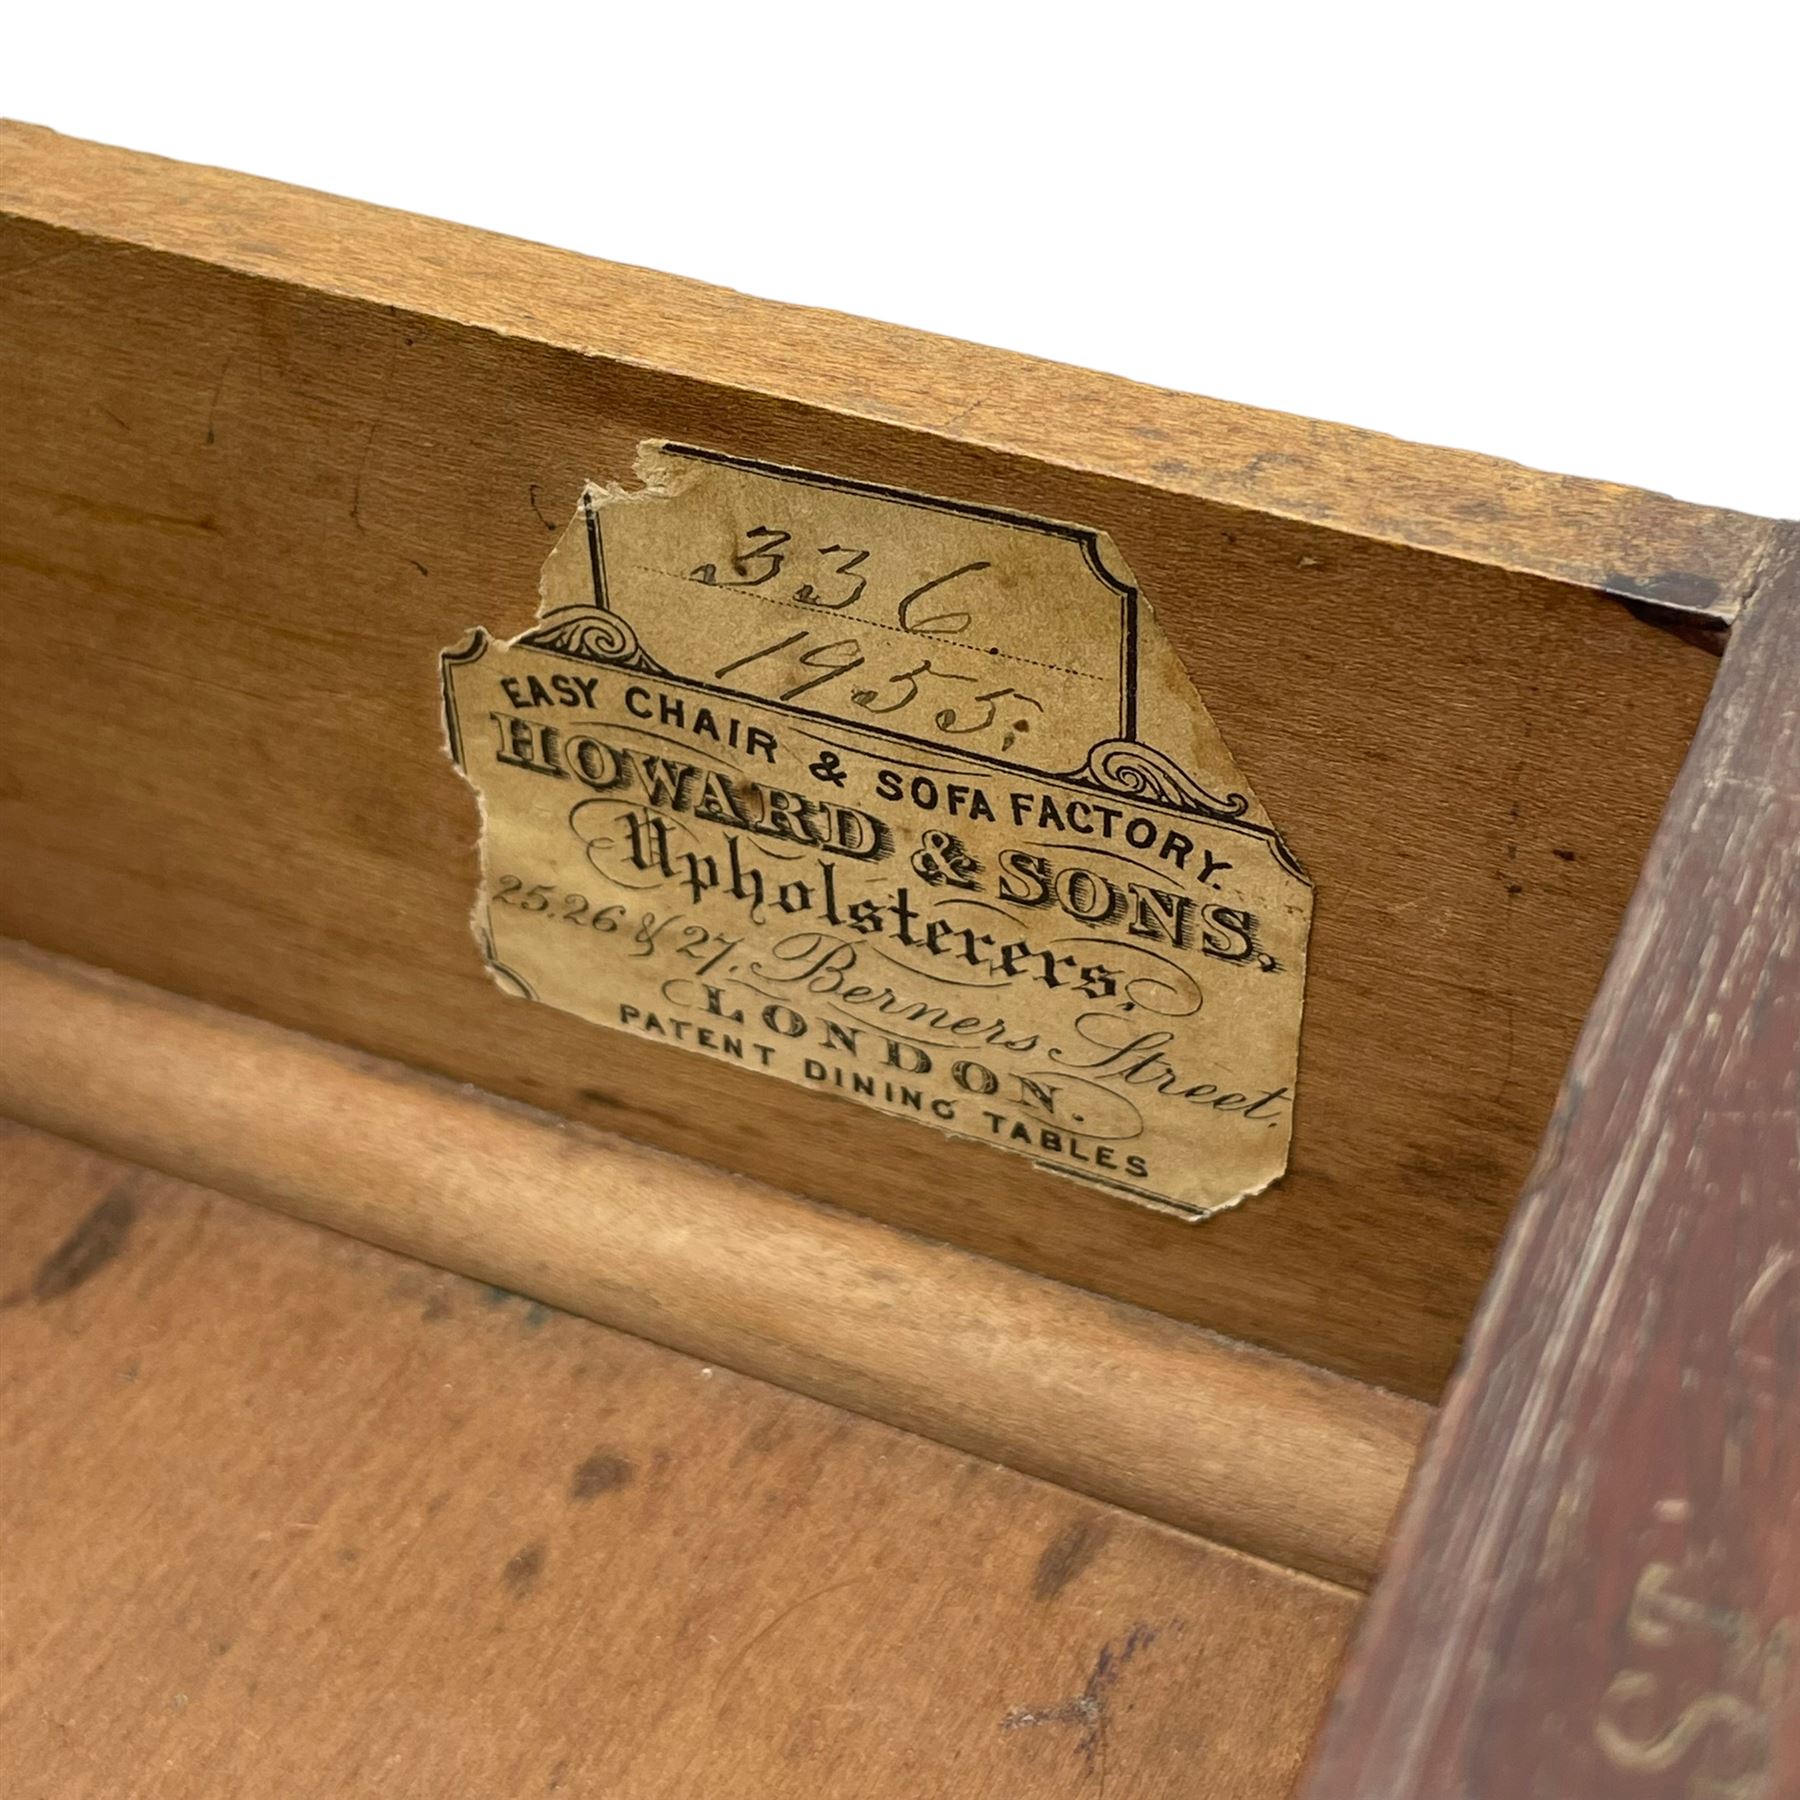 336.
1955,
EASY CHAIR & SOFA FACTORY.
HOWARD & SONS,
Upholsterers,
25.26 & 27. Berners Street.
LONDON.
PATENT DINING TABLES